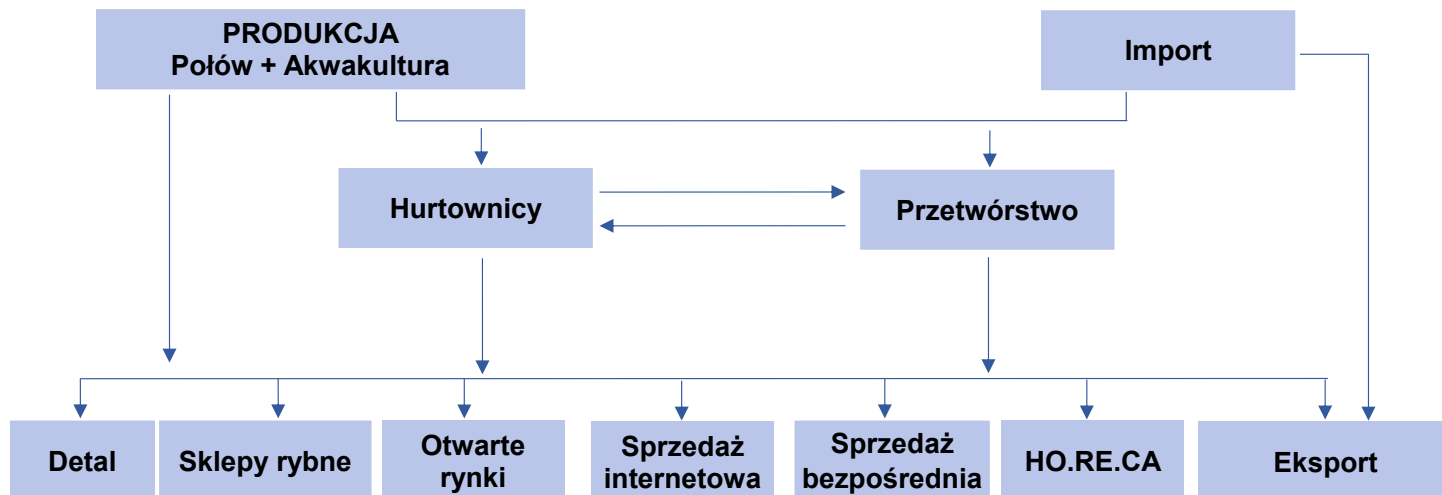 PRODUKCJA
Połów + Akwakultura
Import
Hurtownicy
Przetwórstwo
Detal
Sklepy rybne
Otwarte
rynki
Sprzedaż
internetowa
Sprzedaż
bezpośrednia
HO.RE.CA
Eksport